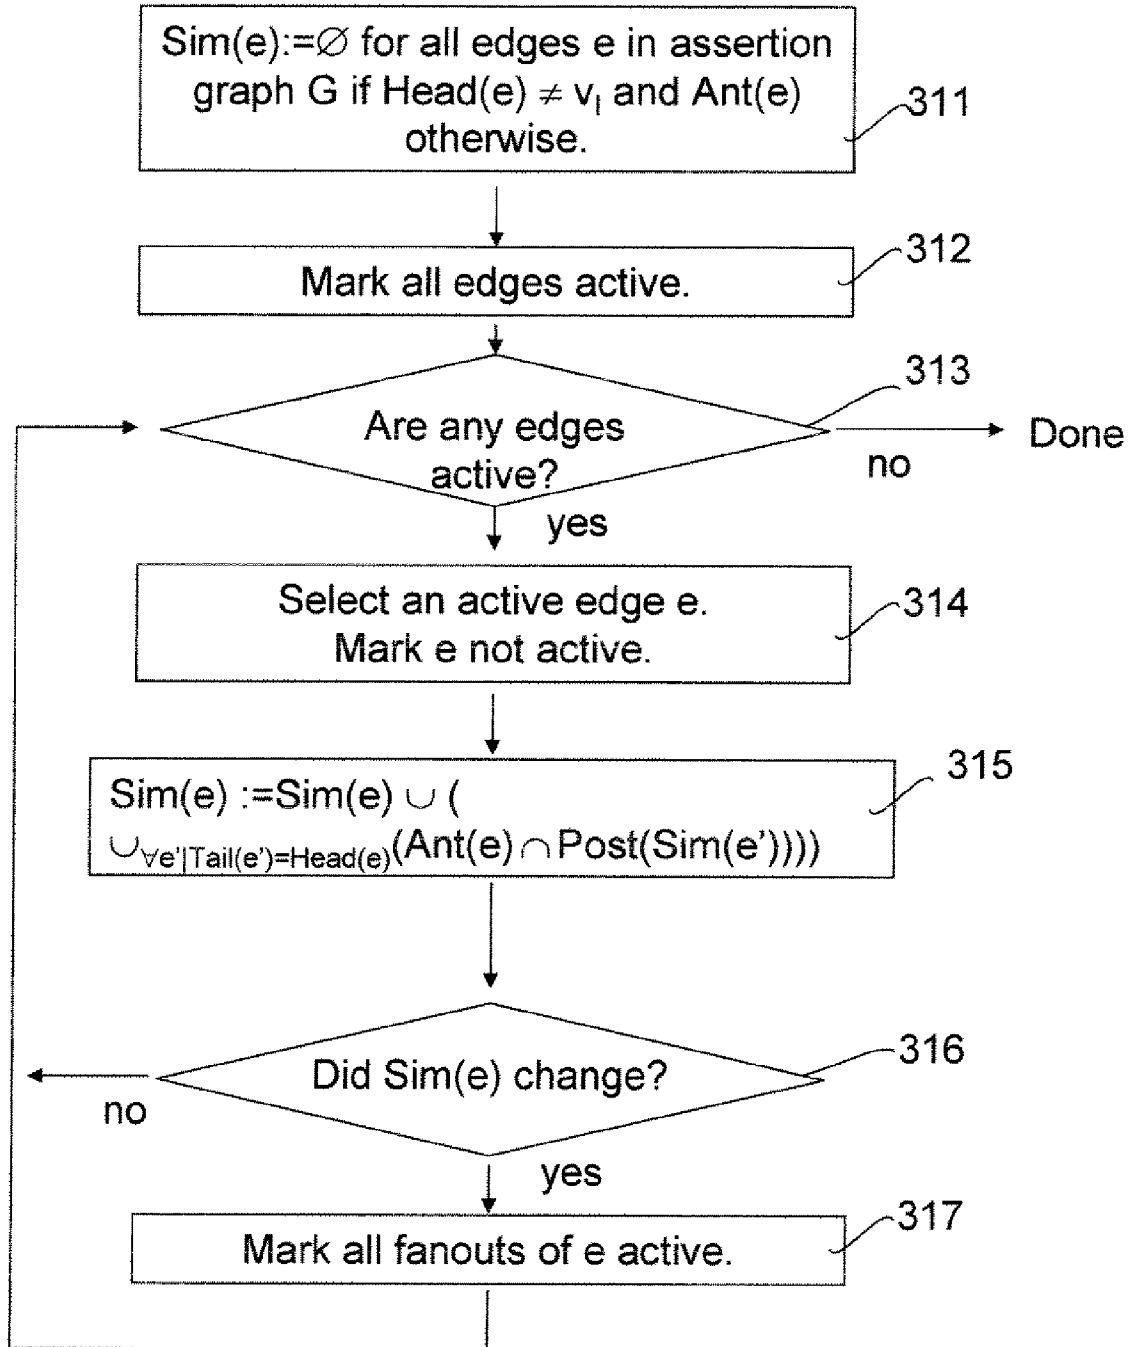 Sim(e):=∅ for all edges e in assertion
graph G if Head(e) ≠ vI and Ant(e)
otherwise.
311
312
Mark all edges active.
313
Are any edges
active?
Done
no
yes
Select an active edge e.
Mark e not active.
314
315
Sim(e) :=Sim(e) ∪ (
∪∀e'|Tail(e')=Head(e)(Ant(e)∩Post(Sim(e'))))
Did Sim(e) change?
316
no
yes
317
Mark all fanouts of e active.